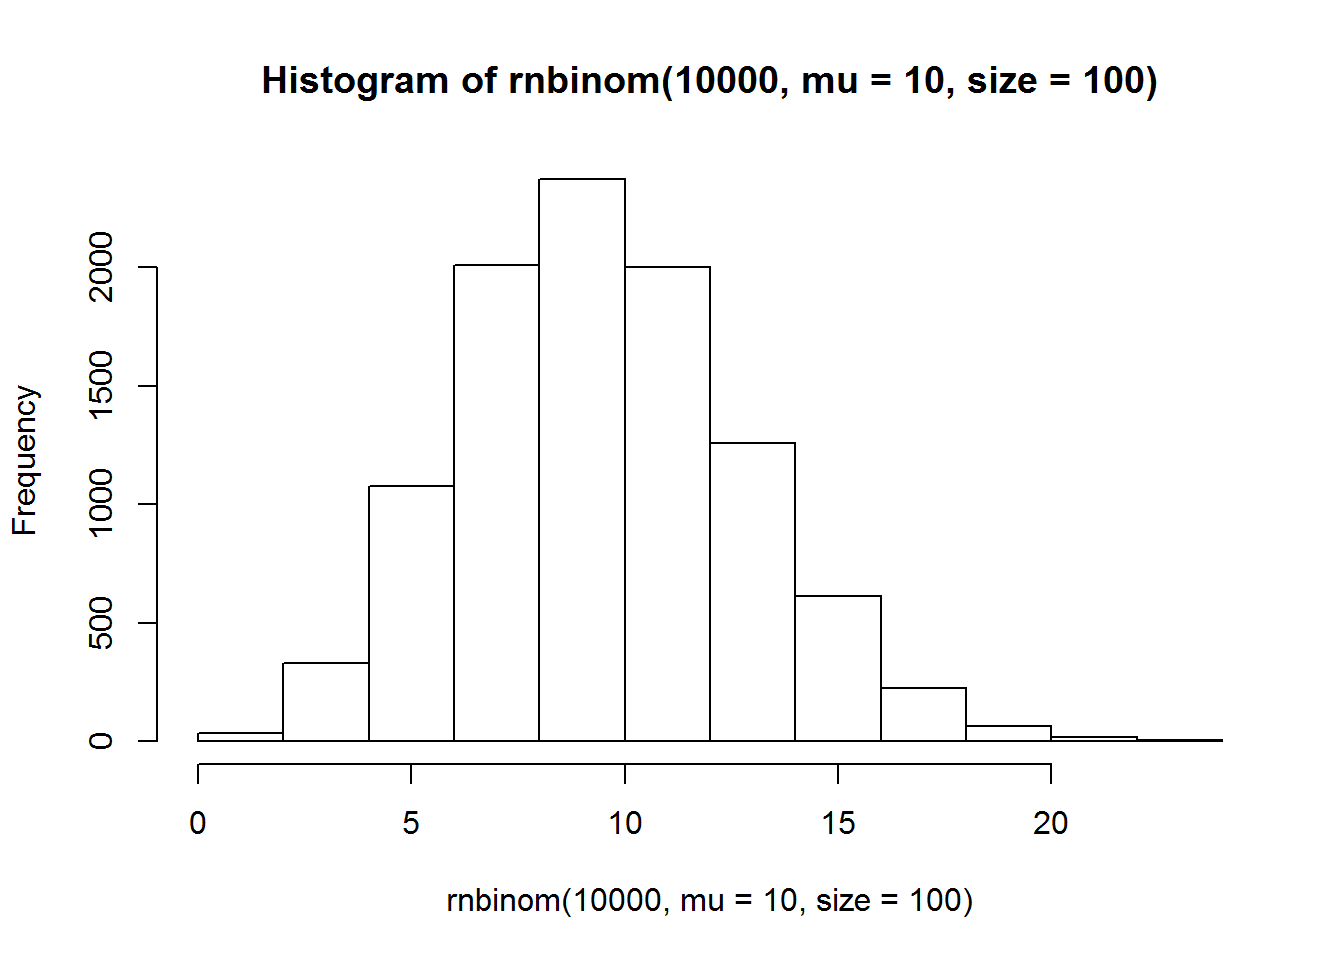 Histogram of rnbinom(10000, mu = 10, size = 100)
Frequency
2000
1500
1000
500
0
0 5 10 15 20
rnbinom(10000, mu = 10, size = 100)